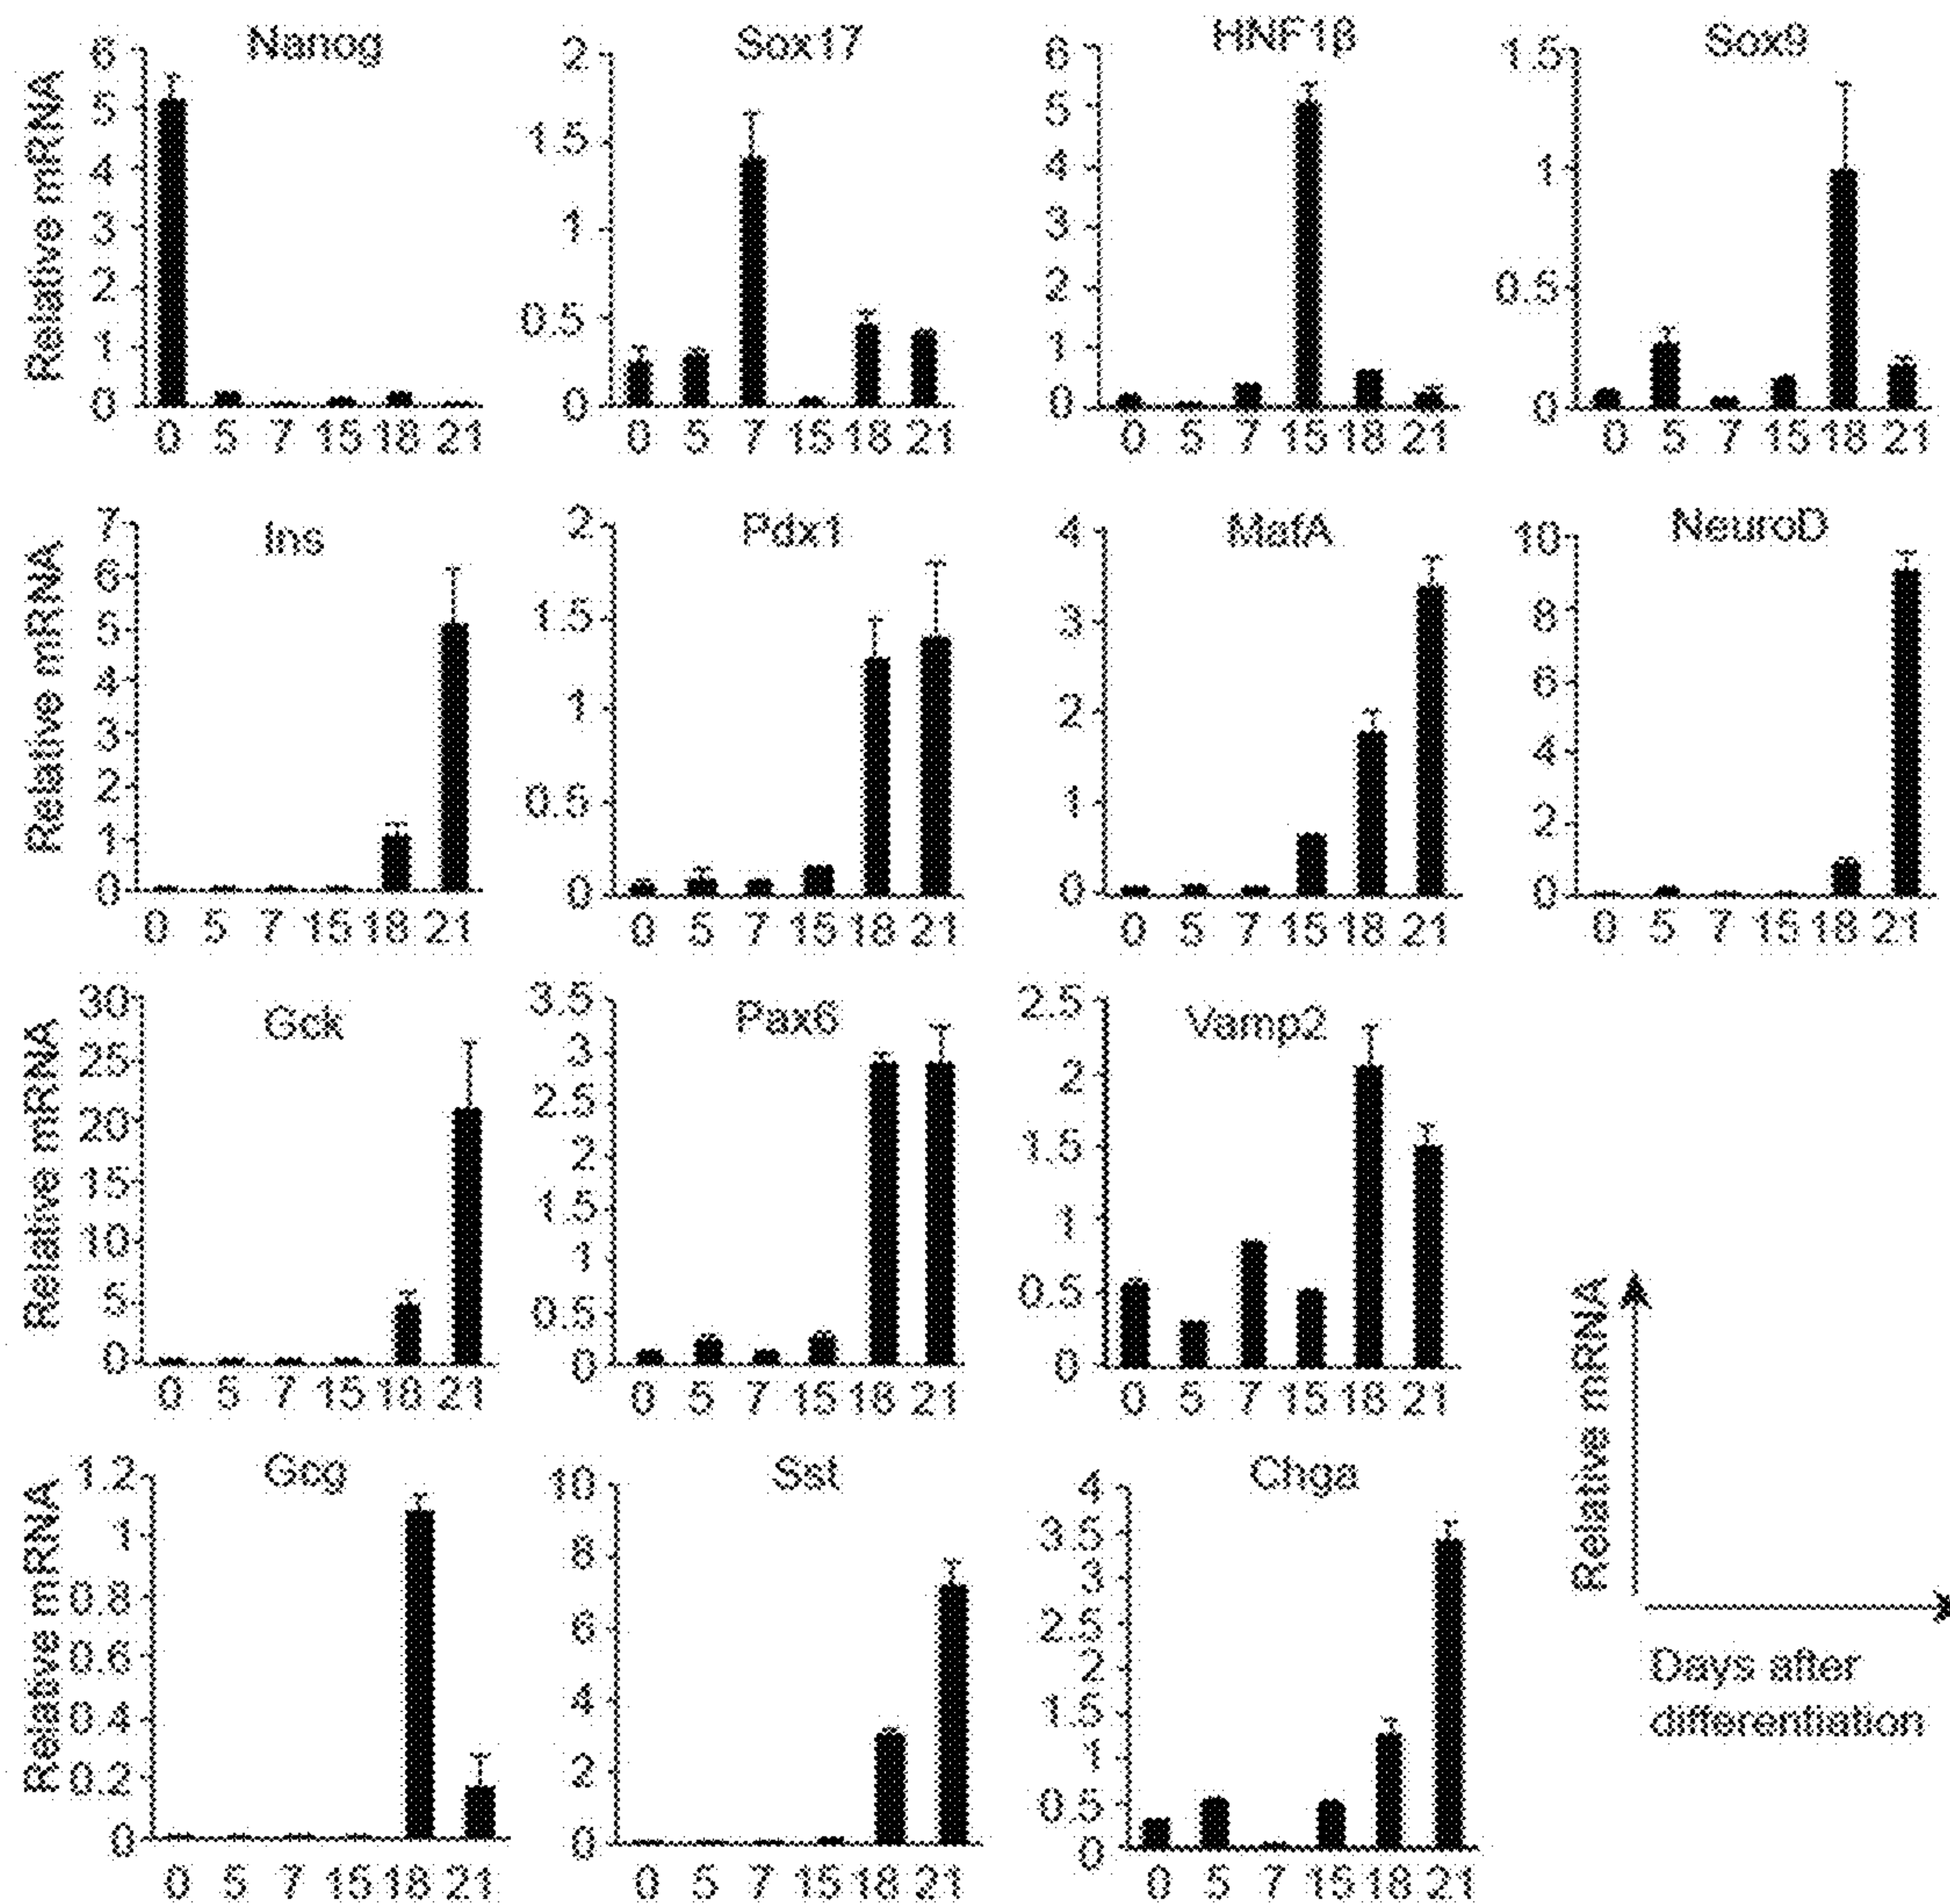 Nanog
Relative mRNA
6
5
4
3
2
1
0
0 5 7 15 18 21
Sox17
2
1.5
1
0.5
0
0 5 7 15 18 21
HNF1β
6
5
4
3
2
1
0
0 5 7 15 18 21
Sox9
1.5
1
0.5
0
0 5 7 15 18 21
Ins
Relative mRNA
7
6
5
4
3
2
1
0
0 5 7 15 18 21
Pdx1
2
1.5
1
0.5
0
0 5 7 15 18 21
MafA
4
3
2
1
0
0 5 7 15 18 21
NeuroD
10
8
6
4
2
0
0 5 7 15 18 21
Gck
Relative mRNA
30
25
20
15
10
5
0
0 5 7 15 18 21
Pax6
3.5
3
2.5
2
1.5
1
0.5
0
0 5 7 15 18 21
Vamp2
2.5
2
1.5
1
0.5
0
0 5 7 15 18 21
Gcg
Relative mRNA
1.2
1
0.8
0.6
0.4
0.2
0
0 5 7 15 18 21
Sst
10
8
6
4
2
0
0 5 7 15 18 21
Chga
4
3.5
3
2.5
2
1.5
1
0.5
0
0 5 7 15 18 21
Relative mRNA
Days after
differentiation